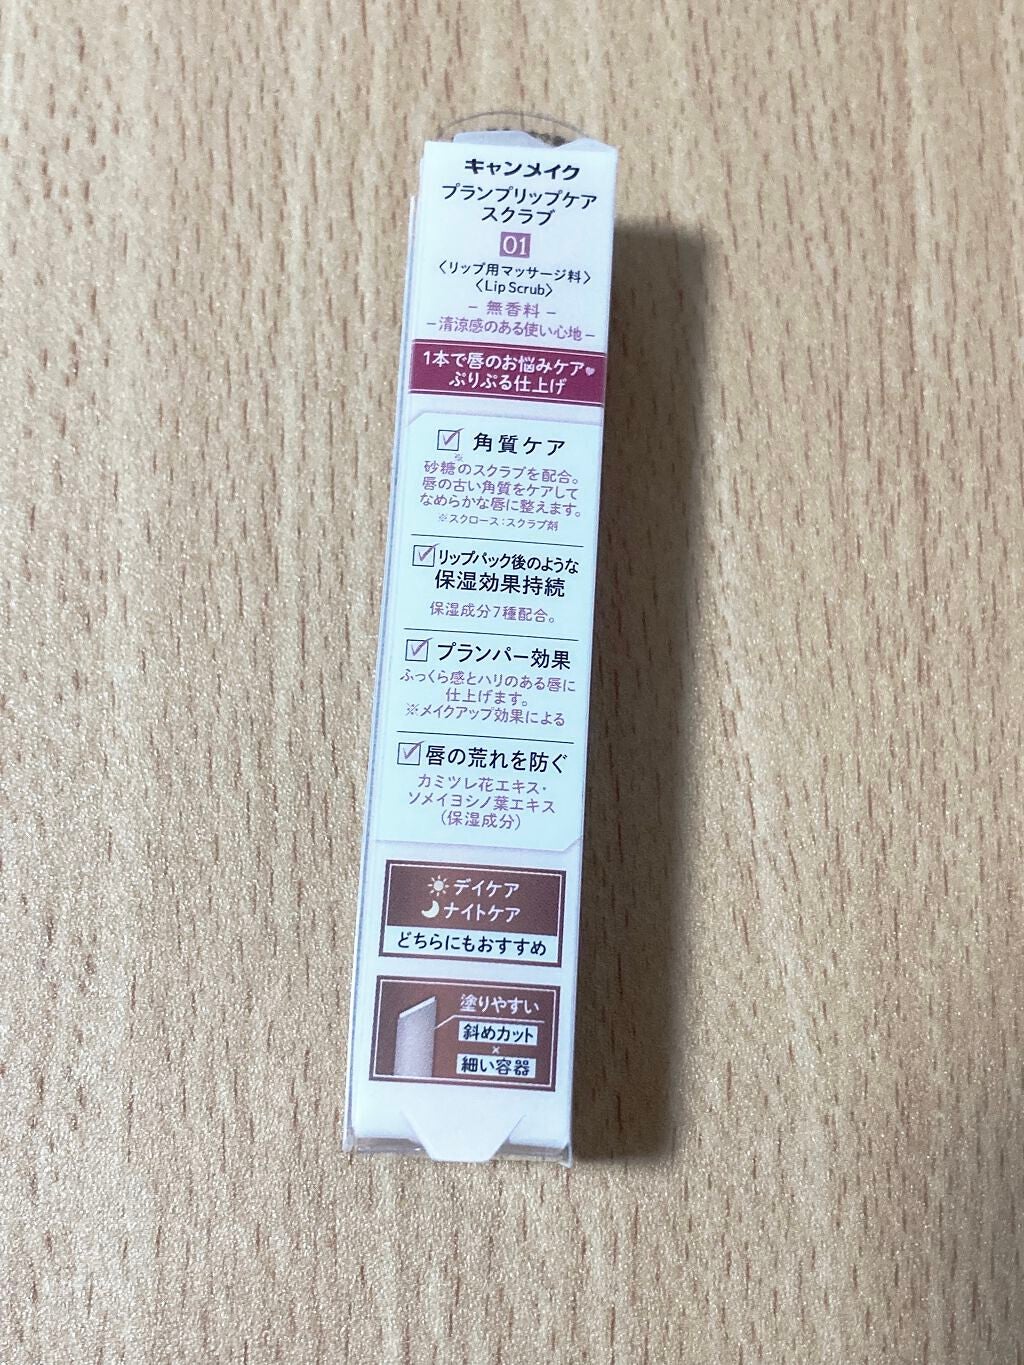 キャンメイク
プランプリップケア
スクラブ
01
〈リップ用マッサージ料〉
〈Lip Scrub〉
- 無香料 -
- 清涼感のある使い心地 -
1本で唇のお悩みケア♥
ぷりぷる仕上げ
角質ケア
砂糖※のスクラブを配合。
唇の古い角質をケアして
なめらかな唇に整えます。
※スクロース：スクラブ剤
リップパック後のような
保湿効果持続
保湿成分7種配合。
プランパー効果
ふっくら感とハリのある唇に
仕上げます。
※メイクアップ効果による
唇の荒れを防ぐ
カミツレ花エキス・
ソメイヨシノ葉エキス
（保湿成分）
デイケア
ナイトケア
どちらにもおすすめ
塗りやすい
斜めカット
×
細い容器